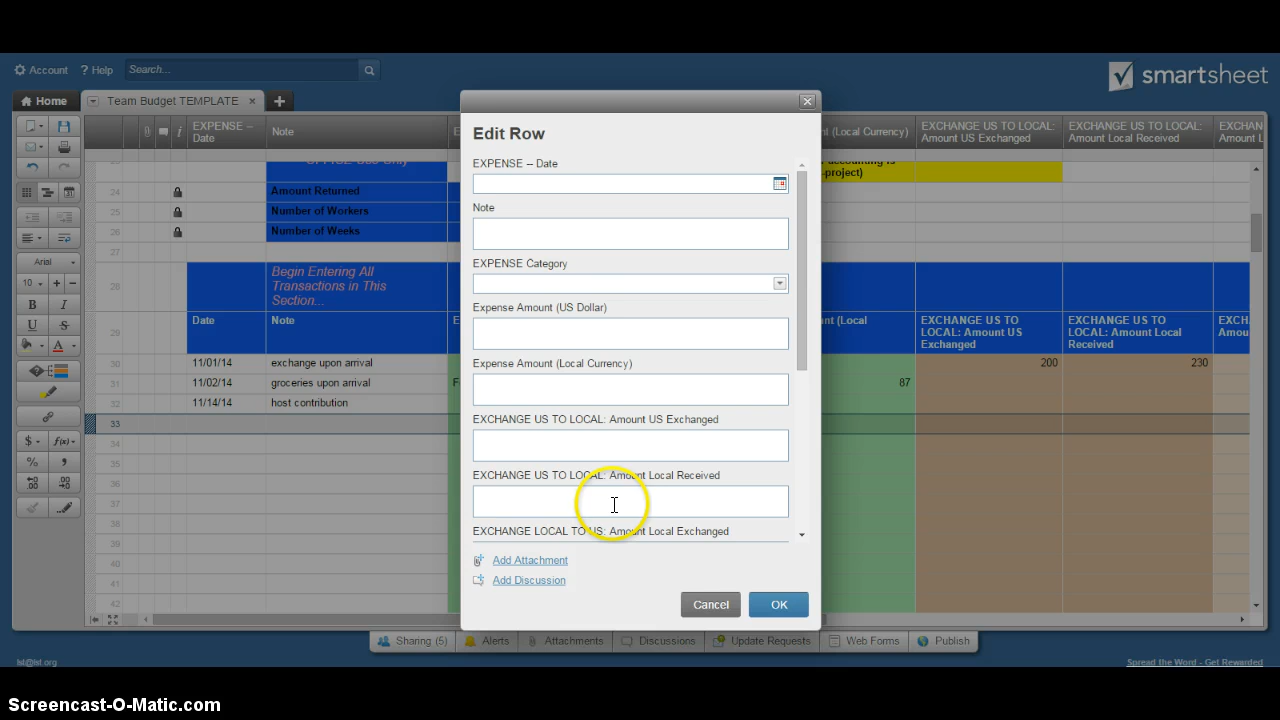 Account
Help
Search...
smartsheet
Home
Team Budget TEMPLATE
EXPENSE -- Date
Note
(Local Currency)
EXCHANGE US TO LOCAL: Amount US Exchanged
EXCHANGE US TO LOCAL: Amount Local Received
EXCHAN
Amount
24
Amount Returned
25
Number of Workers
26
Number of Weeks
27
-project)
28
Begin Entering All
Transactions in This
Section...
29
Date
Note
E
(Local
EXCHANGE US TO
LOCAL: Amount US
Exchanged
EXCHANGE US TO
LOCAL: Amount Local
Received
EXCH
Amou
30
11/01/14
exchange upon arrival
200
230
31
11/02/14
groceries upon arrival
F
87
32
11/14/14
host contribution
33
34
35
36
37
38
39
40
41
42
Arial
10
B
I
U
S
A
$
f(x)
%
Edit Row
EXPENSE -- Date
Note
EXPENSE Category
Expense Amount (US Dollar)
Expense Amount (Local Currency)
EXCHANGE US TO LOCAL: Amount US Exchanged
EXCHANGE US TO LOCAL: Amount Local Received
EXCHANGE LOCAL TO US: Amount Local Exchanged
Add Attachment
Add Discussion
Cancel
OK
Sharing (5)
Alerts
Attachments
Discussions
Update Requests
Web Forms
Publish
Spread the Word - Get Rewarded
Screencast-O-Matic.com